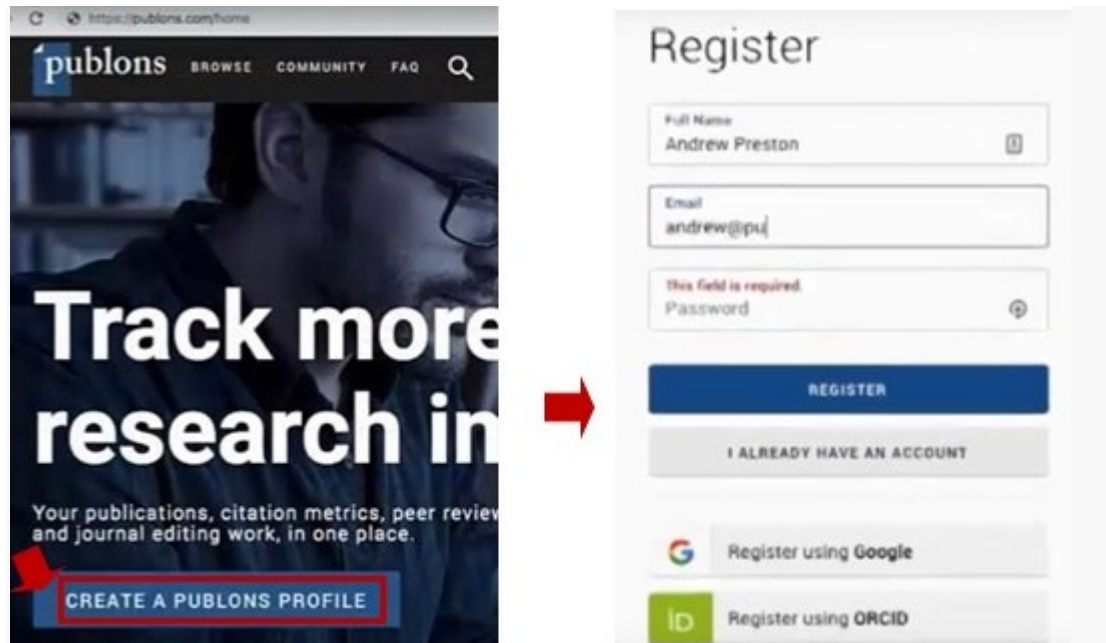 https://publons.com/home
publons BROWSE COMMUNITY FAQ
Track more
research in
Your publications, citation metrics, peer review
and journal editing work, in one place.
CREATE A PUBLONS PROFILE
Register
Full Name
Andrew Preston
Email
andrew@pu
This field is required.
Password
REGISTER
I ALREADY HAVE AN ACCOUNT
G Register using Google
iD Register using ORCID